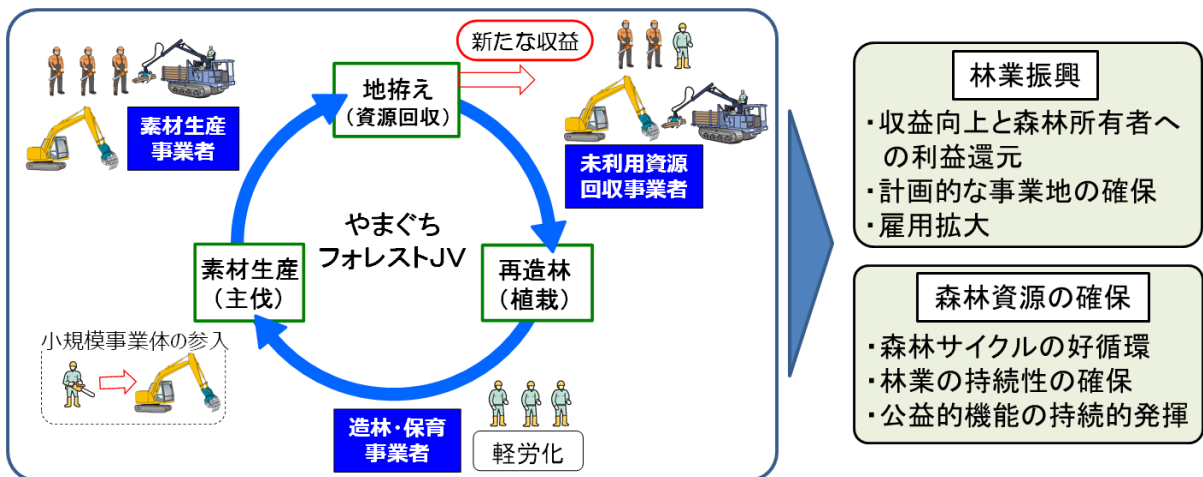 新たな収益
地拵え
（資源回収）
素材生産
事業者
未利用資源
回収事業者
やまぐち
フォレストJV
素材生産
（主伐）
再造林
（植栽）
小規模事業体の参入
造林・保育
事業者
軽労化
林業振興
・収益向上と森林所有者へ
の利益還元
・計画的な事業地の確保
・雇用拡大
森林資源の確保
・森林サイクルの好循環
・林業の持続性の確保
・公益的機能の持続的発揮